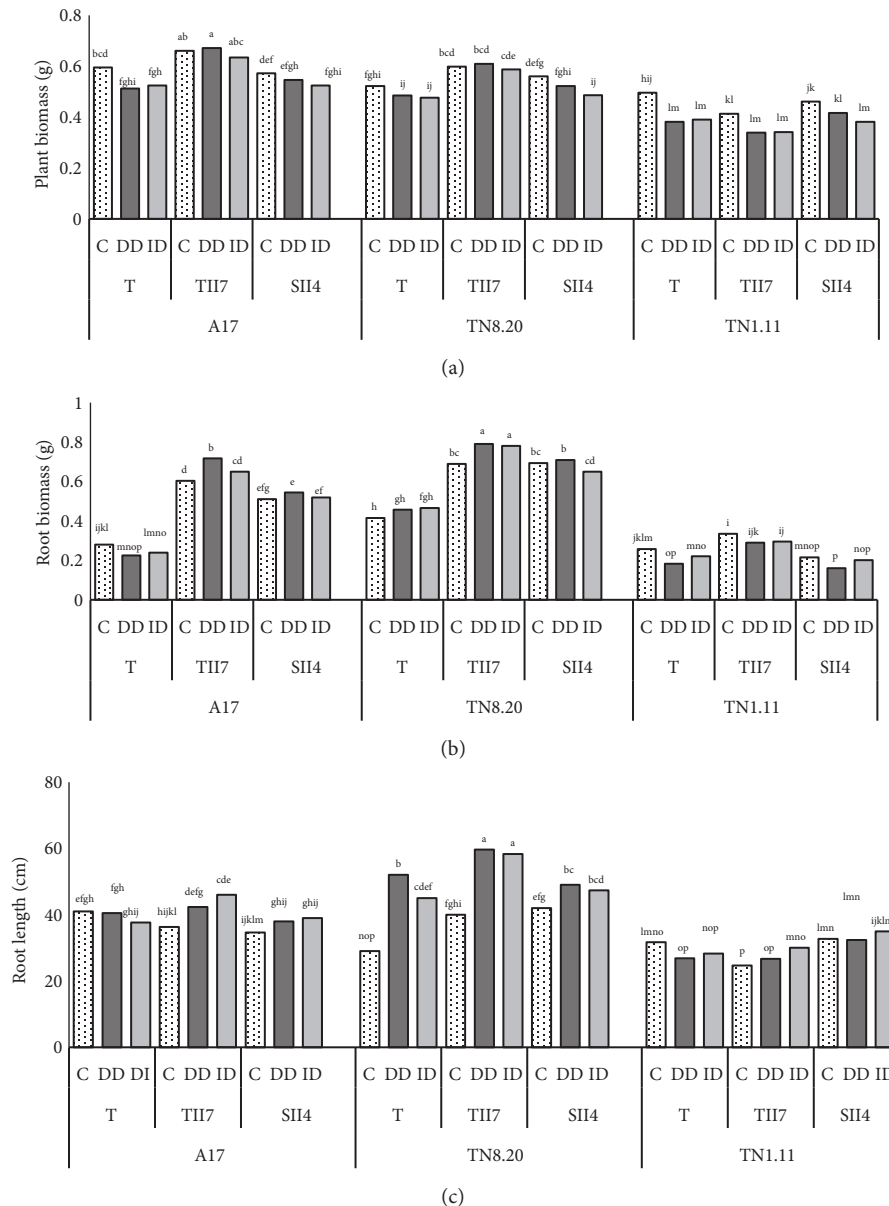 0.8
0.6
0.4
0.2
0
Plant biomass (g)
bcd fghi fgh ab a abc def efgh fghi fghi ij ij bcd bcd cde defg fghi ij hij lm lm kl lm lm jk kl lm
C DD ID C DD ID C DD ID C DD ID C DD ID C DD ID C DD ID C DD ID C DD ID
T TII7 SII4 T TII7 SII4 T TII7 SII4
A17 TN8.20 TN1.11
(a)
1
0.8
0.6
0.4
0.2
0
Root biomass (g)
ijkl mnop lmno d b cd efg e ef h gh fgh bc a a bc b cd jklm op mno i ijk ij mnop p nop
C DD ID C DD ID C DD ID C DD ID C DD ID C DD ID C DD ID C DD ID C DD ID
T TII7 SII4 T TII7 SII4 T TII7 SII4
A17 TN8.20 TN1.11
(b)
80
60
40
20
0
Root length (cm)
efgh fgh ghij hijkl defg cde ijklm ghij ghij nop b cdef fghi a a efg bc bcd lmno op nop p op mno lmn lmn
C DD DI C DD ID C DD ID C DD ID C DD ID C DD ID C DD ID C DD ID C DD ID
T TII7 SII4 T TII7 SII4 T TII7 SII4
A17 TN8.20 TN1.11
(c)